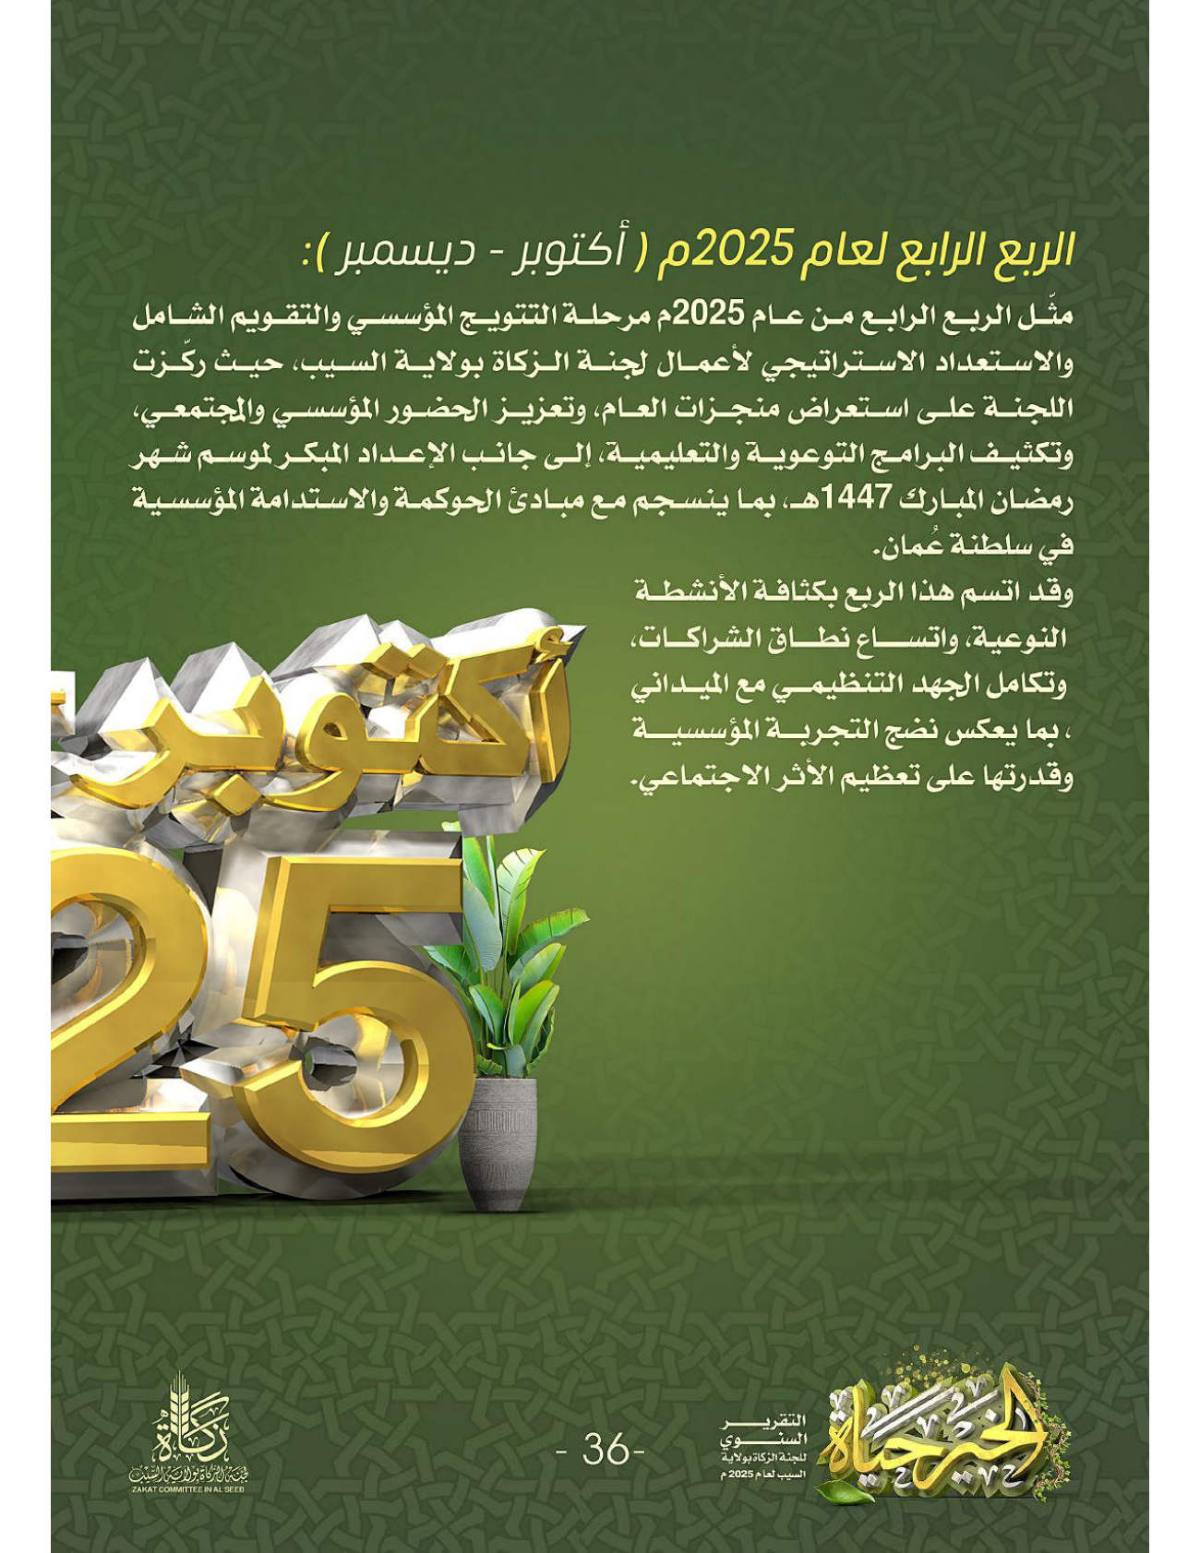 الربع الرابع لعام 2025م ( أكتوبر - ديسمبر ):
مثّل الربع الرابع من عام 2025م مرحلة التتويج المؤسسي والتقويم الشامل
والاستعداد الاستراتيجي لأعمال لجنة الزكاة بولاية السيب، حيث ركّزت
اللجنة على استعراض منجزات العام، وتعزيز الحضور المؤسسي والمجتمعي،
وتكثيف البرامج التوعوية والتعليمية، إلى جانب الإعداد المبكر لموسم شهر
رمضان المبارك 1447هـ، بما ينسجم مع مبادئ الحوكمة والاستدامة المؤسسية
في سلطنة عُمان.
وقد اتسم هذا الربع بكثافة الأنشطة
النوعية، واتساع نطاق الشراكات،
وتكامل الجهد التنظيمي مع الميداني
، بما يعكس نضج التجربة المؤسسية
وقدرتها على تعظيم الأثر الاجتماعي.
أكتوبر
25
الخير حياة
التقرير
السنوي
للجنة الزكاة بولاية
السيب لعام 2025 م
- 36-
زكاة
لجنة الزكاة بولاية السيب
ZAKAT COMMITTEE IN AL SEEB